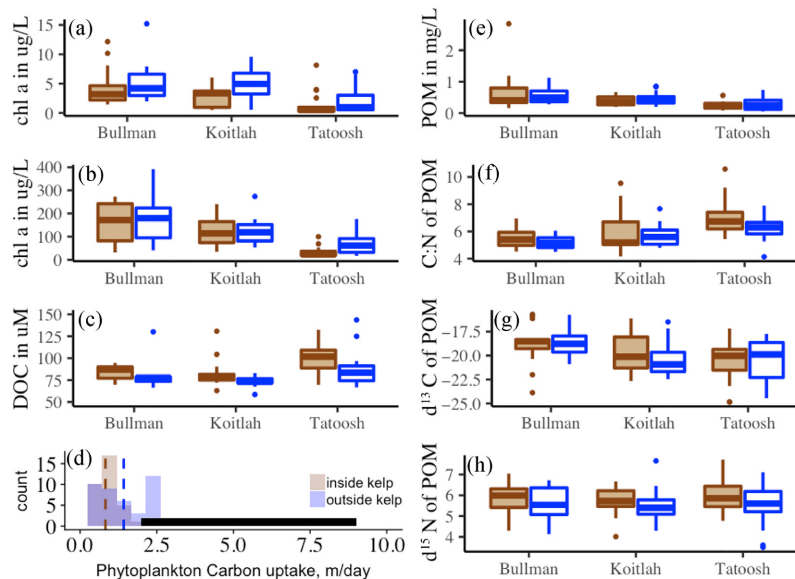 (a)
chl a in ug/L
15
10
5
0
Bullman Koitlah Tatoosh
(b)
chl a in ug/L
400
300
200
100
0
Bullman Koitlah Tatoosh
(c)
DOC in uM
150
125
100
75
50
Bullman Koitlah Tatoosh
(d)
count
15
10
5
0
inside kelp
outside kelp
0.0 2.5 5.0 7.5 10.0
Phytoplankton Carbon uptake, m/day
(e)
POM in mg/L
2
1
0
Bullman Koitlah Tatoosh
(f)
C:N of POM
10
8
6
4
Bullman Koitlah Tatoosh
(g)
d¹³ C of POM
−17.5
−20.0
−22.5
−25.0
Bullman Koitlah Tatoosh
(h)
d¹⁵ N of POM
7
6
5
4
Bullman Koitlah Tatoosh